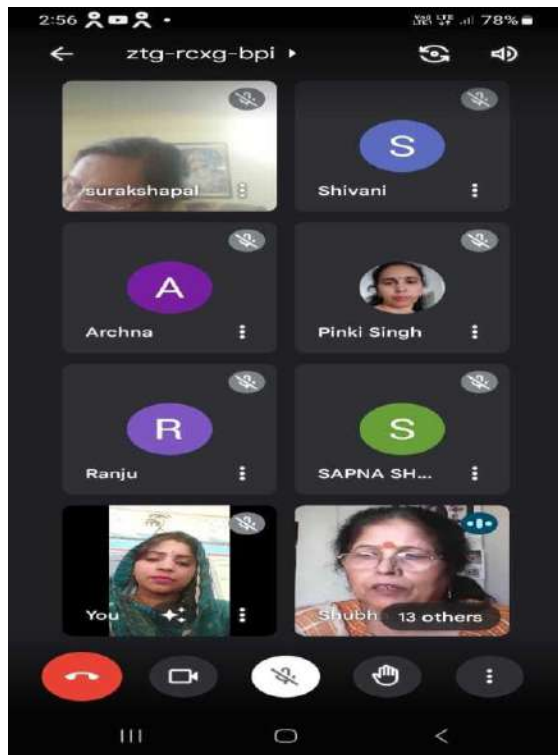 2:56 78%
ztg-rcxg-bpi
surakshapal
S
Shivani
A
Archna
Pinki Singh
R
Ranju
S
SAPNA SH...
You
Shubh 13 others